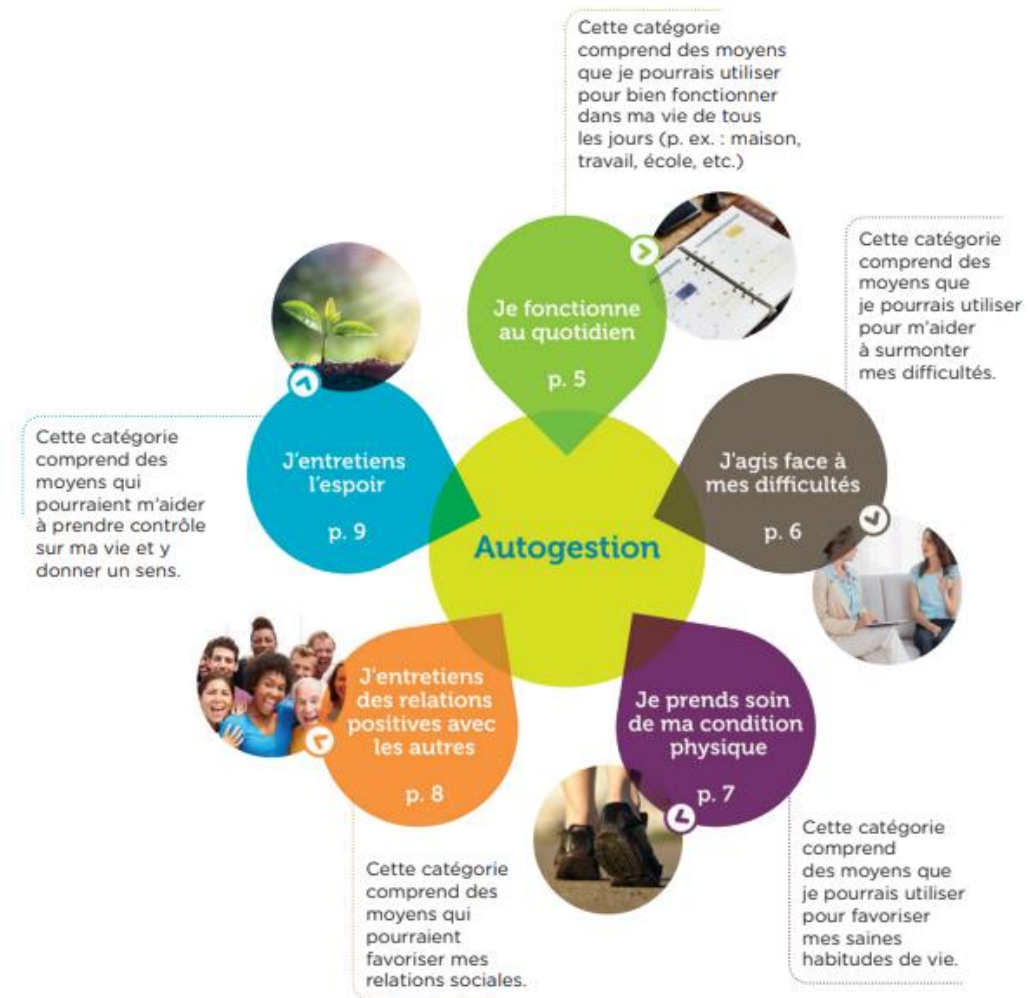 Cette catégorie
comprend des moyens
que je pourrais utiliser
pour bien fonctionner
dans ma vie de tous
les jours (p. ex. : maison,
travail, école, etc.)
Je fonctionne
au quotidien
p. 5
Cette catégorie
comprend des
moyens que
je pourrais utiliser
pour m'aider
à surmonter
mes difficultés.
J'agis face à
mes difficultés
p. 6
Cette catégorie
comprend des
moyens qui
pourraient m'aider
à prendre contrôle
sur ma vie et y
donner un sens.
J'entretiens
l'espoir
p. 9
Autogestion
J'entretiens
des relations
positives avec
les autres
p. 8
Je prends soin
de ma condition
physique
p. 7
Cette catégorie
comprend des
moyens qui
pourraient
favoriser mes
relations sociales.
Cette catégorie
comprend
des moyens que
je pourrais utiliser
pour favoriser
mes saines
habitudes de vie.